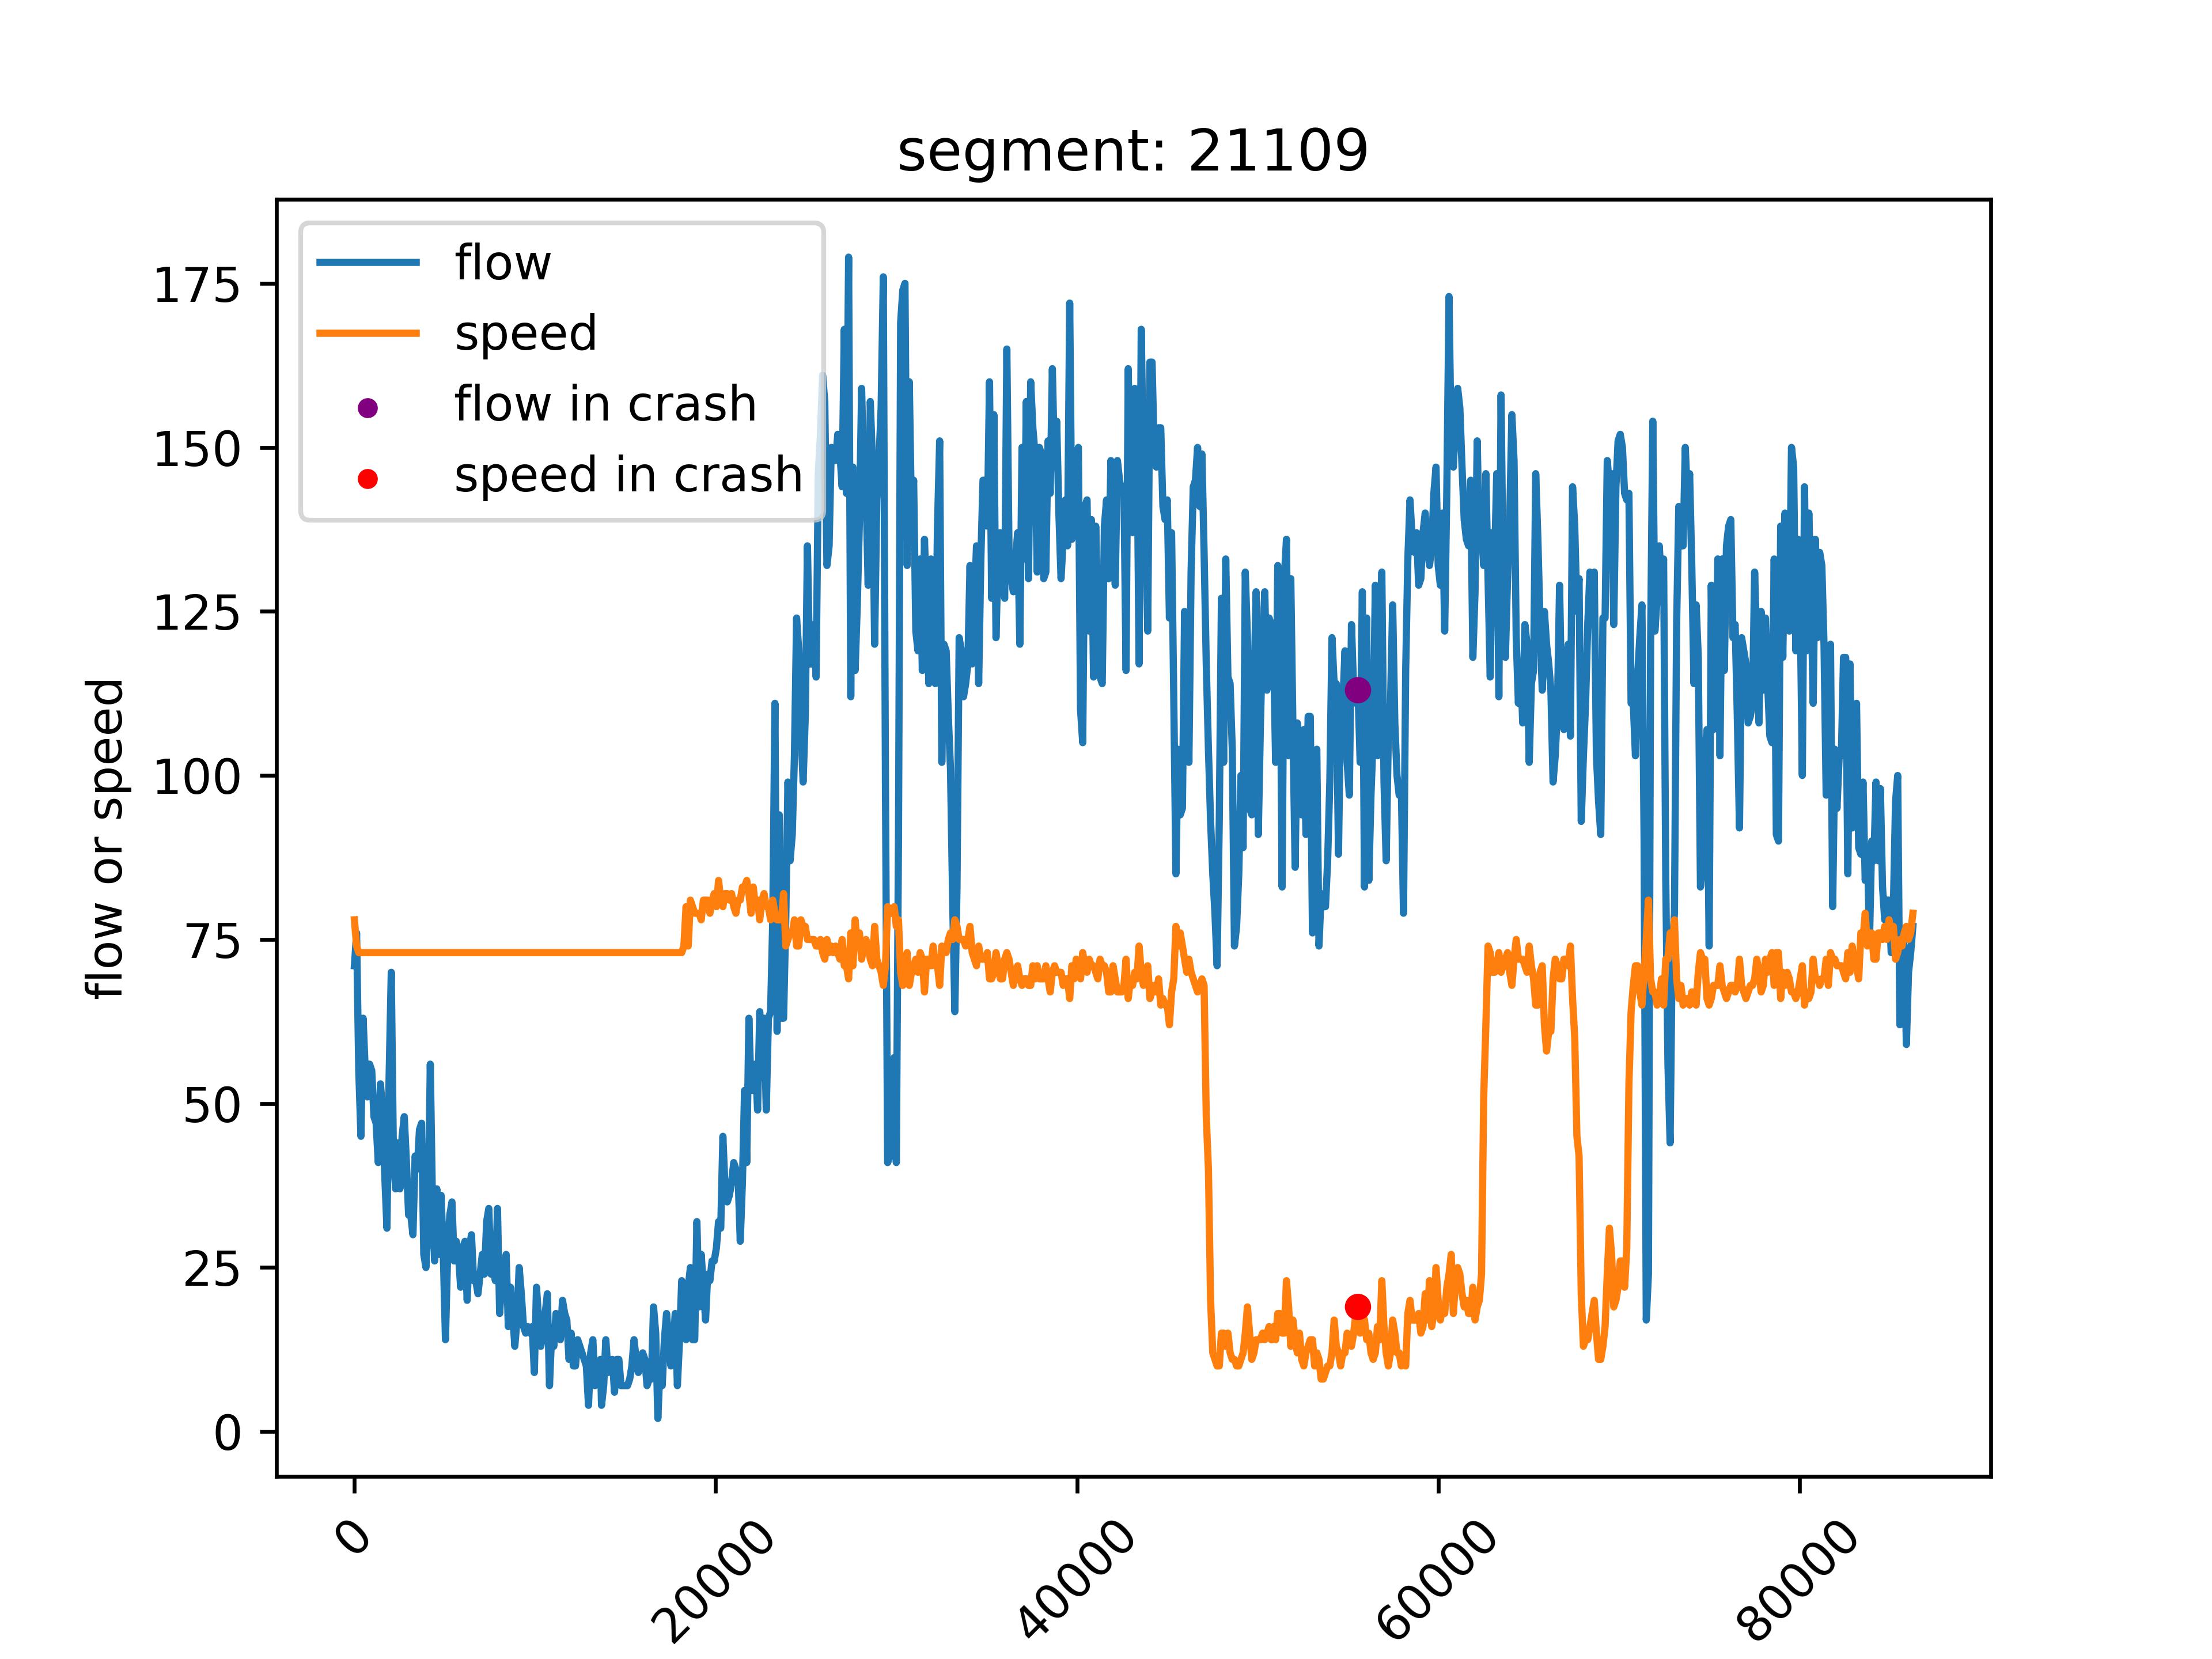 segment: 21109
flow
speed
flow in crash
speed in crash
175
150
125
100
75
50
25
0
flow or speed
0
20000
40000
60000
80000